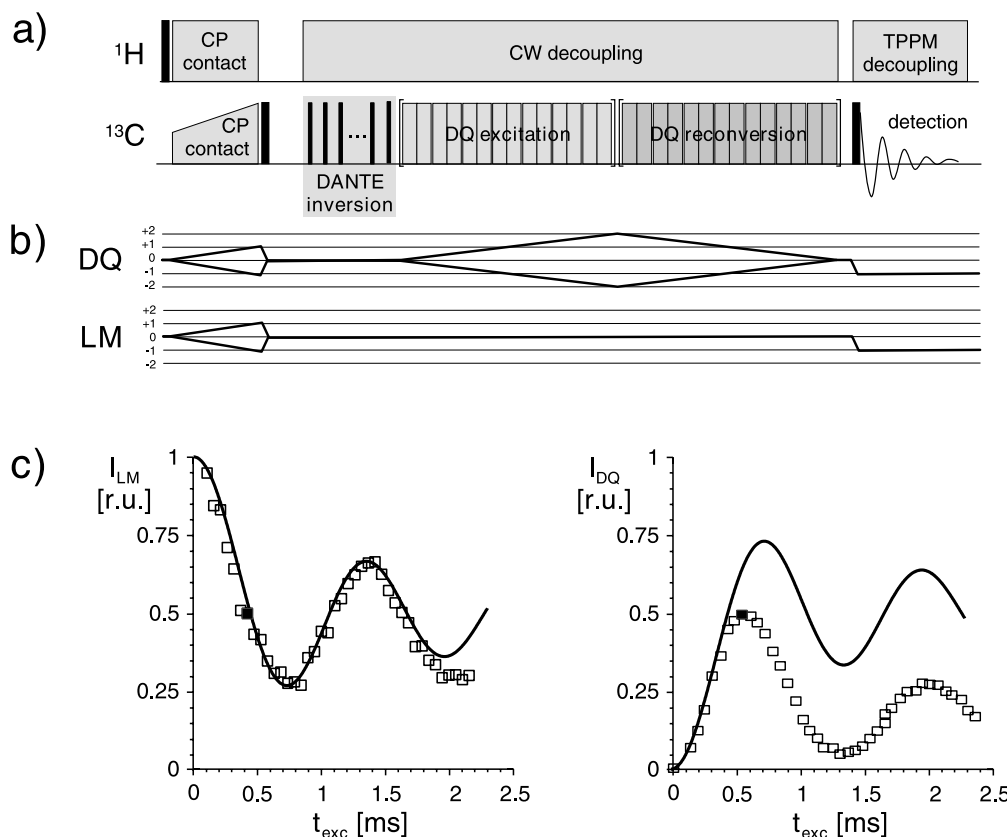 a)
¹H
CP
contact
CW decoupling
TPPM
decoupling
¹³C
CP
contact
...
DQ excitation
DQ reconversion
detection
DANTE
inversion
b)
DQ
+2
+1
0
-1
-2
LM
+2
+1
0
-1
-2
c)
I_LM
[r.u.]
1
0.75
0.5
0.25
0
0 0.5 1 1.5 2 2.5
t_exc [ms]
I_DQ
[r.u.]
1
0.75
0.5
0.25
0
0 0.5 1 1.5 2 2.5
t_exc [ms]